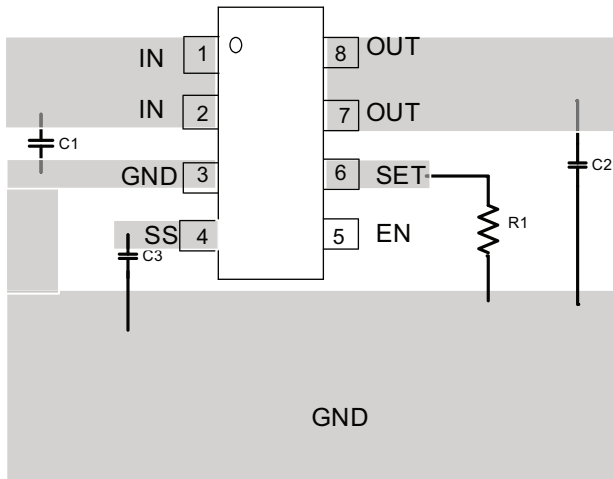 IN 1 8 OUT
IN 2 7 OUT
C1
C2
GND 3 6 SET
R1
SS 4 5 EN
C3
GND